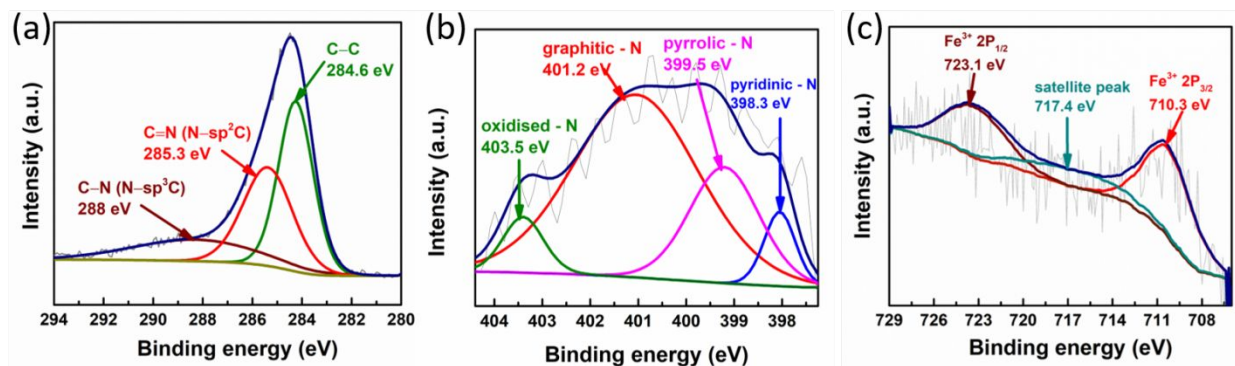 (a)
C–C
284.6 eV
C=N (N–sp²C)
285.3 eV
C–N (N–sp³C)
288 eV
Intensity (a.u.)
294 292 290 288 286 284 282 280
Binding energy (eV)
(b)
graphitic - N
401.2 eV
pyrrolic - N
399.5 eV
pyridinic - N
398.3 eV
oxidised - N
403.5 eV
Intensity (a.u.)
404 403 402 401 400 399 398
Binding energy (eV)
(c)
Fe³⁺ 2P₁/₂
723.1 eV
satellite peak
717.4 eV
Fe³⁺ 2P₃/₂
710.3 eV
Intensity (a.u.)
729 726 723 720 717 714 711 708
Binding energy (eV)